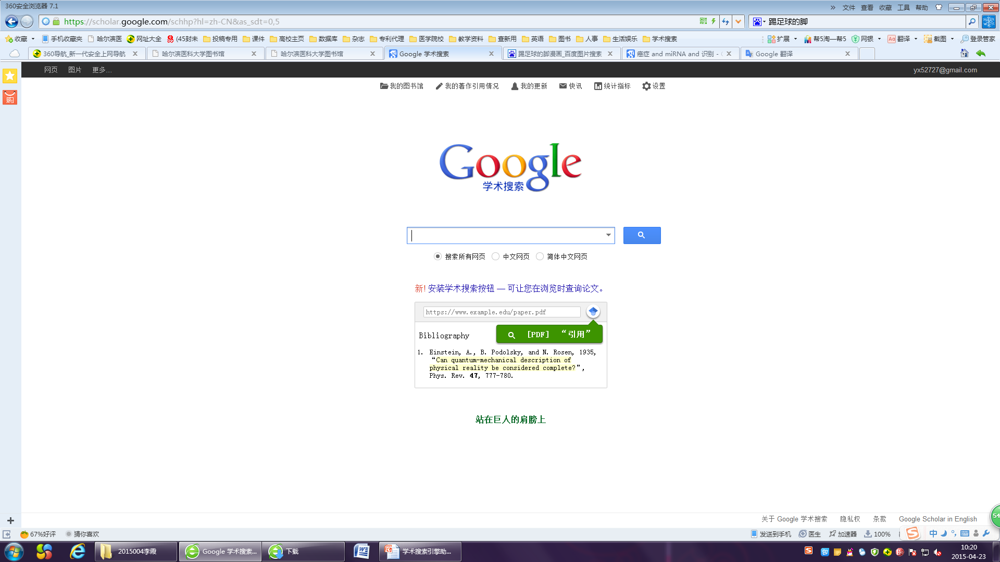 360安全浏览器 7.1
» 文件 查看 收藏 工具 帮助
https://scholar.google.com/schhp?hl=zh-CN&as_sdt=0,5
踢足球的脚
收藏 手机收藏夹 哈尔滨医 网址大全 (45封未 投稿专用 课件 高校主页 数据库 杂志 专利代理 医学院校 教学资料 查新用 英语 图书 人事 生活娱乐 学术搜索 扩展 帮5淘—帮5 网银 翻译 截图 登录管家
360导航_新一代安全上网导航 哈尔滨医科大学图书馆 哈尔滨医科大学图书馆 Google 学术搜索 踢足球的脚漫画_百度图片搜索 癌症 and miRNA and 识别 - Google 翻译
网页 图片 更多... yx52727@gmail.com
购
我的图书馆 我的著作引用情况 我的更新 快讯 统计指标 设置
Google
学术搜索
搜索所有网页 中文网页 简体中文网页
新! 安装学术搜索按钮 — 可让您在浏览时查询论文。
https://www.example.edu/paper.pdf
Bibliography
[PDF] “引用”
1. Einstein, A., B. Podolsky, and N. Rosen, 1935,
“Can quantum-mechanical description of
physical reality be considered complete?”,
Phys. Rev. 47, 777-780.
站在巨人的肩膀上
54
关于 Google 学术搜索 隐私权 条款 Google Scholar in English
67%好评 猜你喜欢 发送到手机 医生 加速器 100% 中
2015004李霞 Google 学术搜索... 下载 学术搜索引擎助...
10:20
2015-04-23